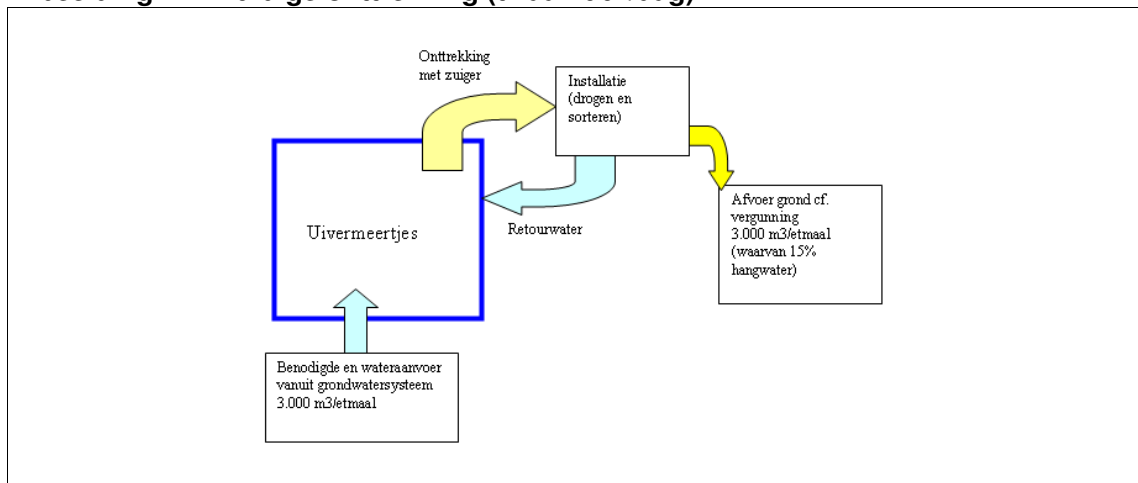 Onttrekking
met zuiger
Installatie
(drogen en
sorteren)
Uivermeertjes
Retourwater
Afvoer grond cf.
vergunning
3.000 m3/etmaal
(waarvan 15%
hangwater)
Benodigde en wateraanvoer
vanuit grondwatersysteem
3.000 m3/etmaal